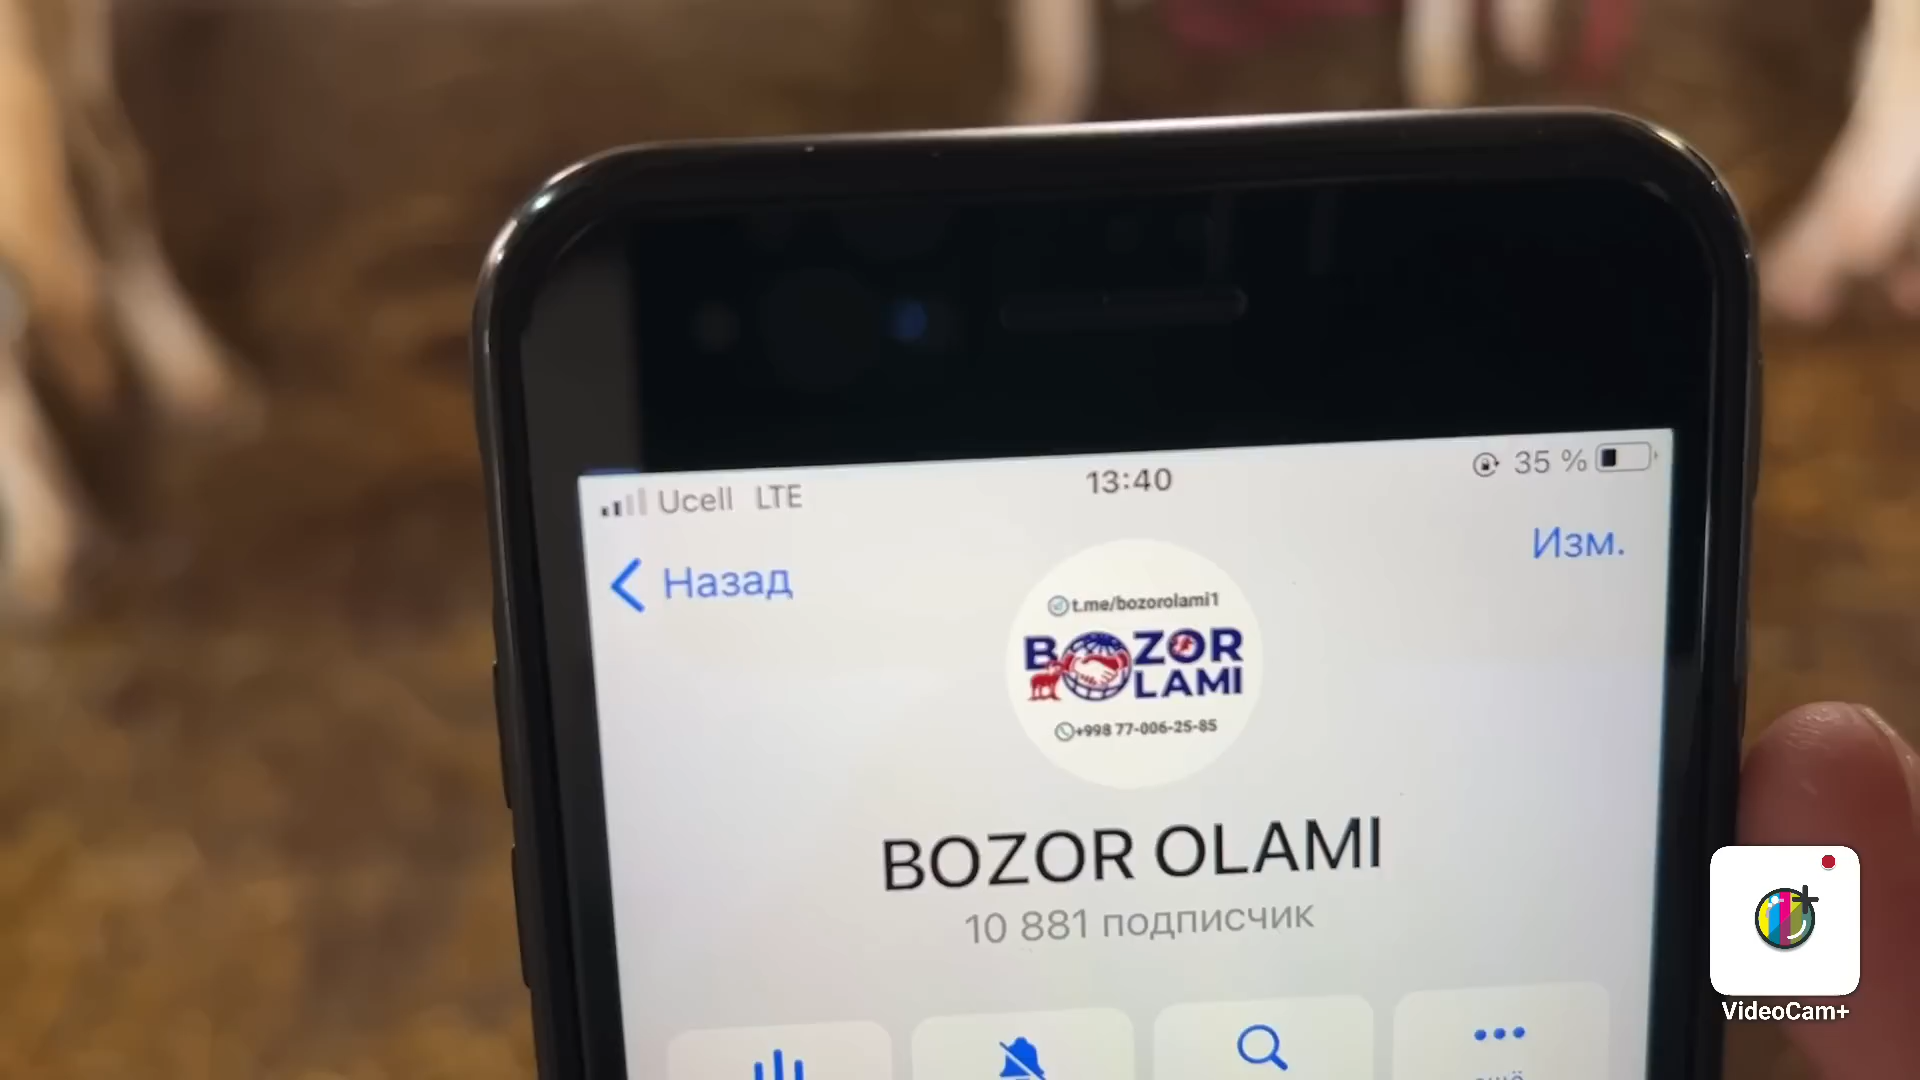 Ucell LTE
13:40
35 %
Назад
Изм.
t.me/bozorolami1
BOZOR
OLAMI
+998 77-006-25-85
BOZOR OLAMI
10 881 подписчик
VideoCam+